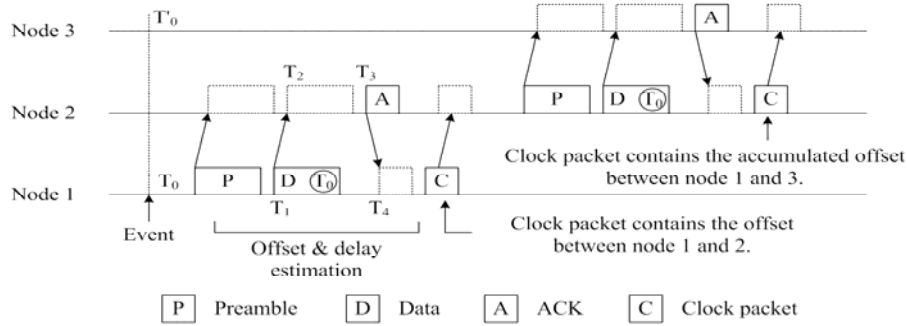 Node 3
T'₀
A
T₂
T₃
A
P
D
T₀
C
Node 2
Clock packet contains the accumulated offset
between node 1 and 3.
T₀
P
D
T₀
C
Node 1
T₁
T₄
Event
Offset & delay
estimation
Clock packet contains the offset
between node 1 and 2.
P Preamble
D Data
A ACK
C Clock packet